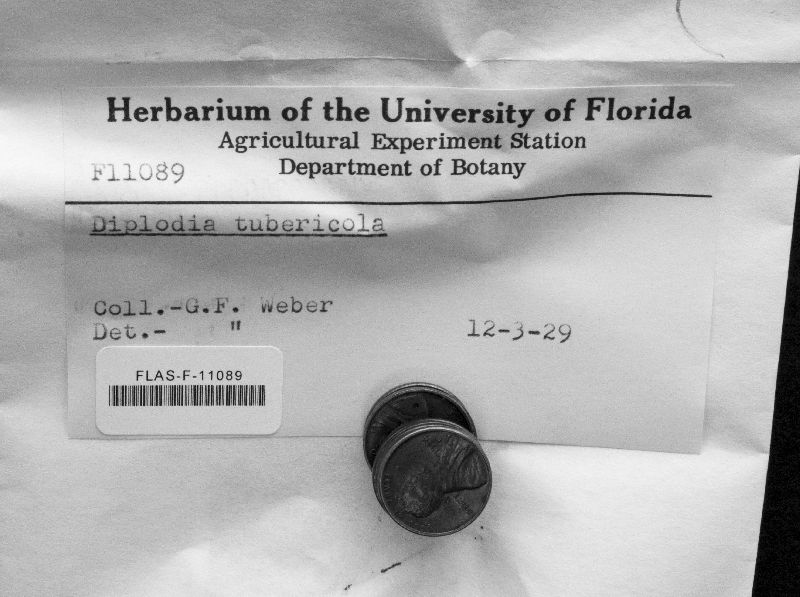 Herbarium of the University of Florida
Agricultural Experiment Station
Department of Botany
F11089
Diplodia tubericola
Coll.-G.F. Weber
Det.- "
12-3-29
FLAS-F-11089